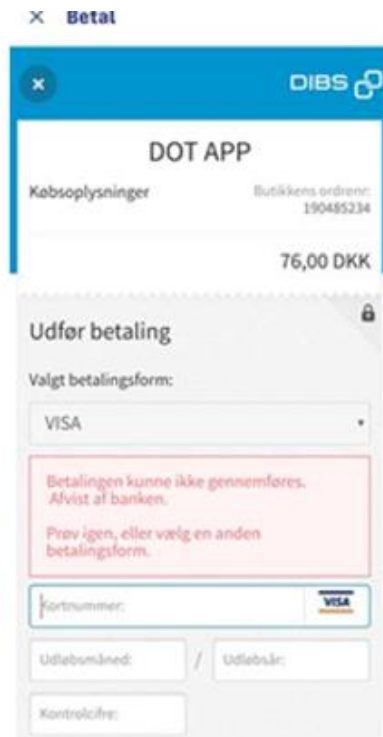 × Betal
×
DIBS
DOT APP
Købsoplysninger
Butikkens ordrenr:
190485234
76,00 DKK
Udfør betaling
Valgt betalingsform:
VISA
Betalingen kunne ikke gennemføres.
Afvist af banken.
Prøv igen, eller vælg en anden
betalingsform.
Kortnummer:
VISA
Udløbsmåned: / Udløbsår:
Kontrolcifre: